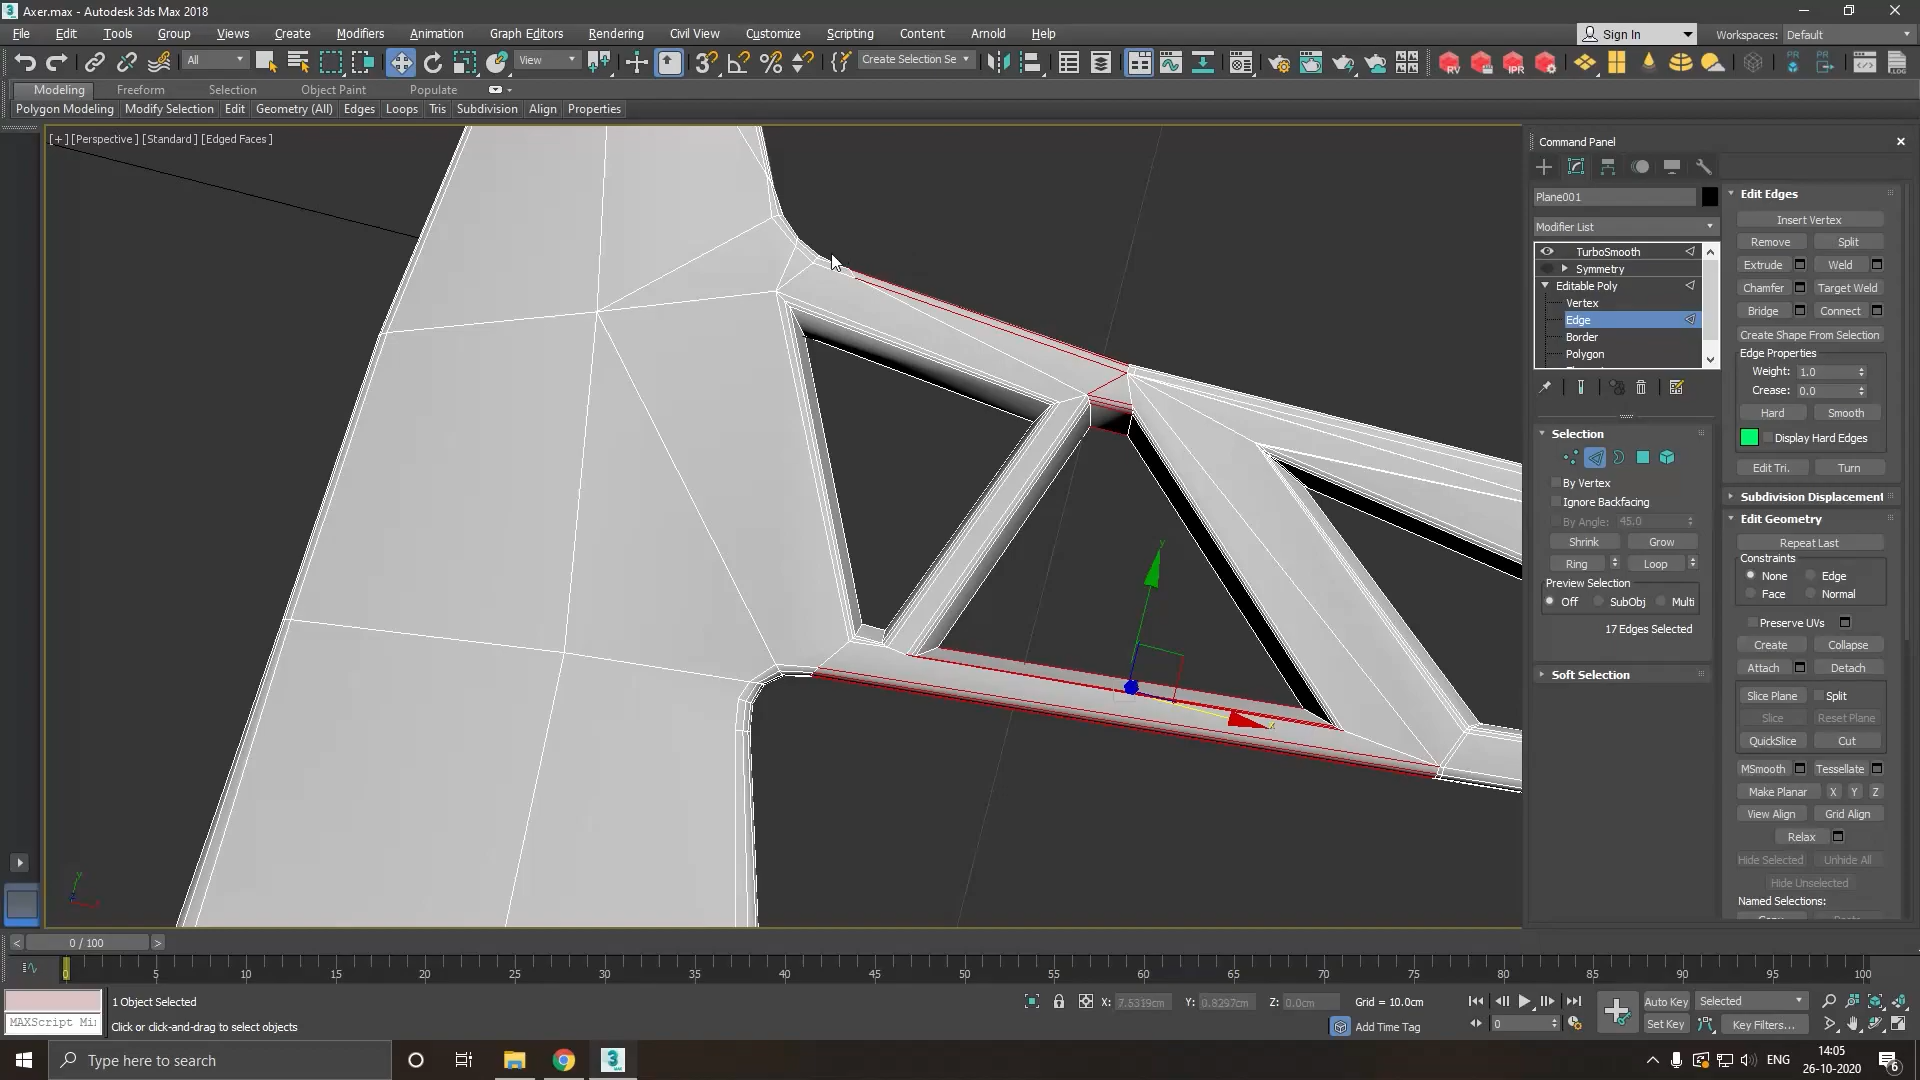 Axer.max - Autodesk 3ds Max 2018
File Edit Tools Group Views Create Modifiers Animation Graph Editors Rendering Civil View Customize Scripting Content Arnold Help
Sign In Workspaces: Default
All View Create Selection Se RV IPR LOG
Modeling Freeform Selection Object Paint Populate
Polygon Modeling Modify Selection Edit Geometry (All) Edges Loops Tris Subdivision Align Properties
[+] [Perspective] [Standard] [Edged Faces]
Command Panel
Plane001
Modifier List
TurboSmooth
Symmetry
Editable Poly
Vertex
Edge
Border
Polygon
Selection
By Vertex
Ignore Backfacing
By Angle: 45.0
Shrink Grow
Ring Loop
Preview Selection
Off SubObj Multi
17 Edges Selected
Soft Selection
Edit Edges
Insert Vertex
Remove Split
Extrude Weld
Chamfer Target Weld
Bridge Connect
Create Shape From Selection
Edge Properties
Weight: 1.0
Crease: 0.0
Hard Smooth
Display Hard Edges
Edit Tri. Turn
Subdivision Displacement
Edit Geometry
Repeat Last
Constraints
None Edge
Face Normal
Preserve UVs
Create Collapse
Attach Detach
Slice Plane Split
Slice Reset Plane
QuickSlice Cut
MSmooth Tessellate
Make Planar X Y Z
View Align Grid Align
Relax
Hide Selected Unhide All
Hide Unselected
Named Selections:
y
x
y
< 0 / 100 >
0 5 10 15 20 25 30 35 40 45 50 55 60 65 70 75 80 85 90 95 100
1 Object Selected X: 7.5319cm Y: 0.8297cm Z: 0.0cm Grid = 10.0cm Auto Key Selected
MAXScript Mi Click or click-and-drag to select objects Add Time Tag 0 Set Key Key Filters...
Type here to search
3
MAX
ENG
14:05
26-10-2020
6